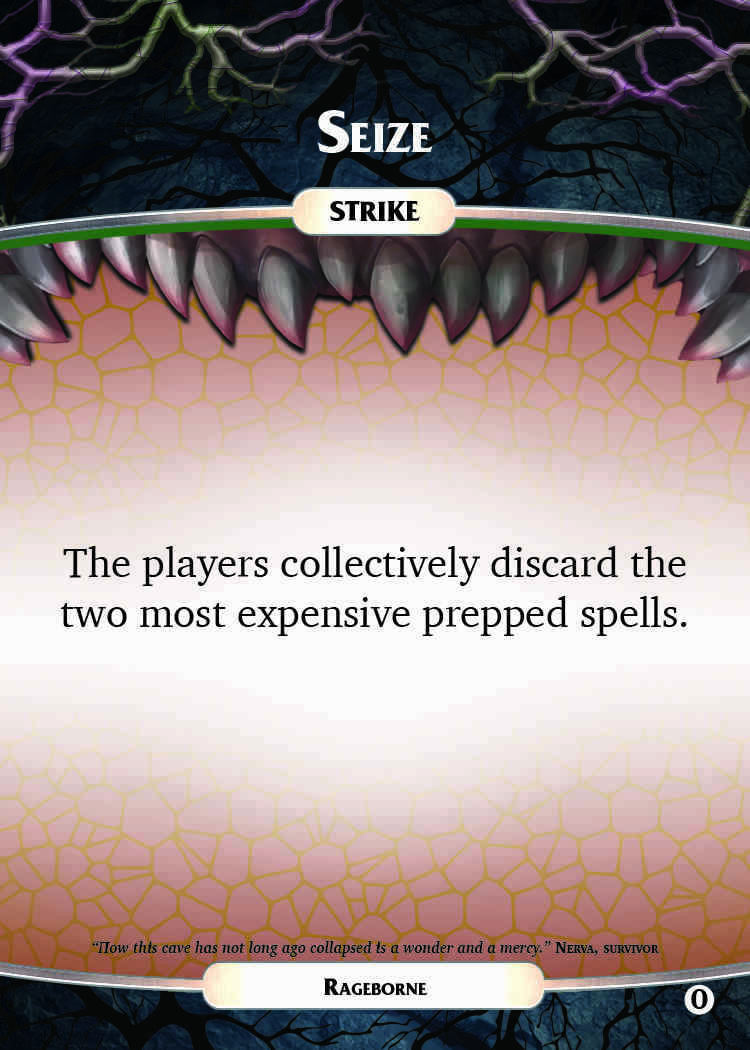 Seize
STRIKE
The players collectively discard the
two most expensive prepped spells.
“How this cave has not long ago collapsed is a wonder and a mercy.” Nerva, survivor
Rageborne
0